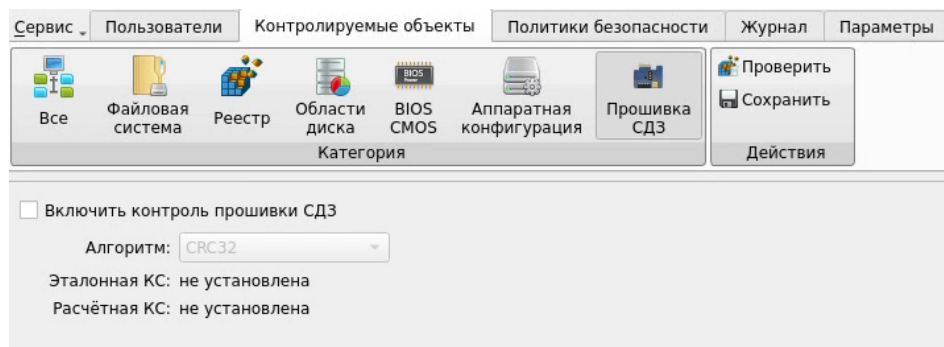 Сервис Пользователи Контролируемые объекты Политики безопасности Журнал Параметры
Все
Файловая система
Реестр
Области диска
BIOS
Power
BIOS CMOS
Аппаратная конфигурация
Прошивка СДЗ
Категория
Проверить
Сохранить
Действия
Включить контроль прошивки СДЗ
Алгоритм: CRC32
Эталонная КС: не установлена
Расчётная КС: не установлена